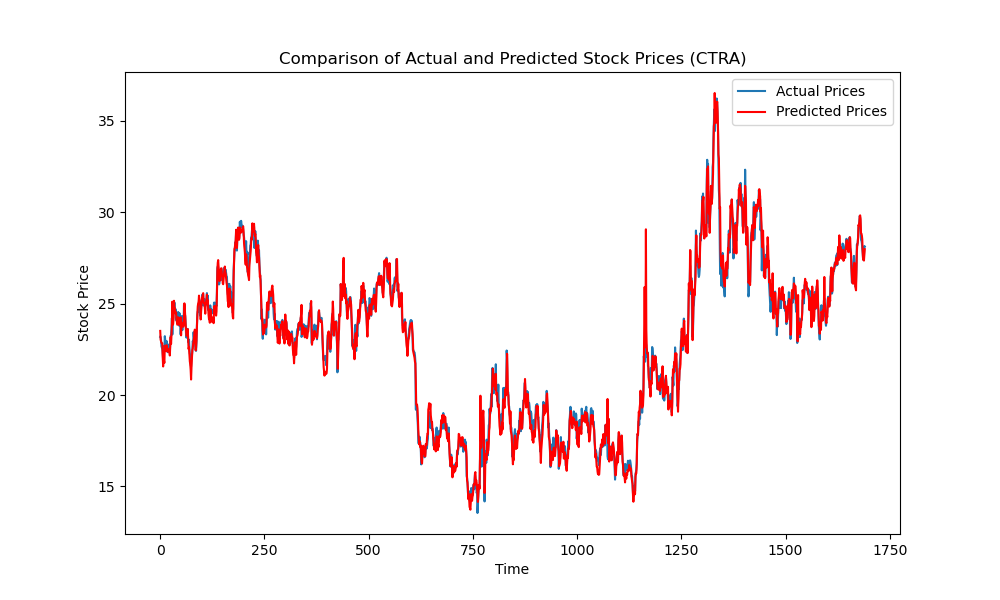 Comparison of Actual and Predicted Stock Prices (CTRA)
Actual Prices
Predicted Prices
Stock Price
35
30
25
20
15
0 250 500 750 1000 1250 1500 1750
Time